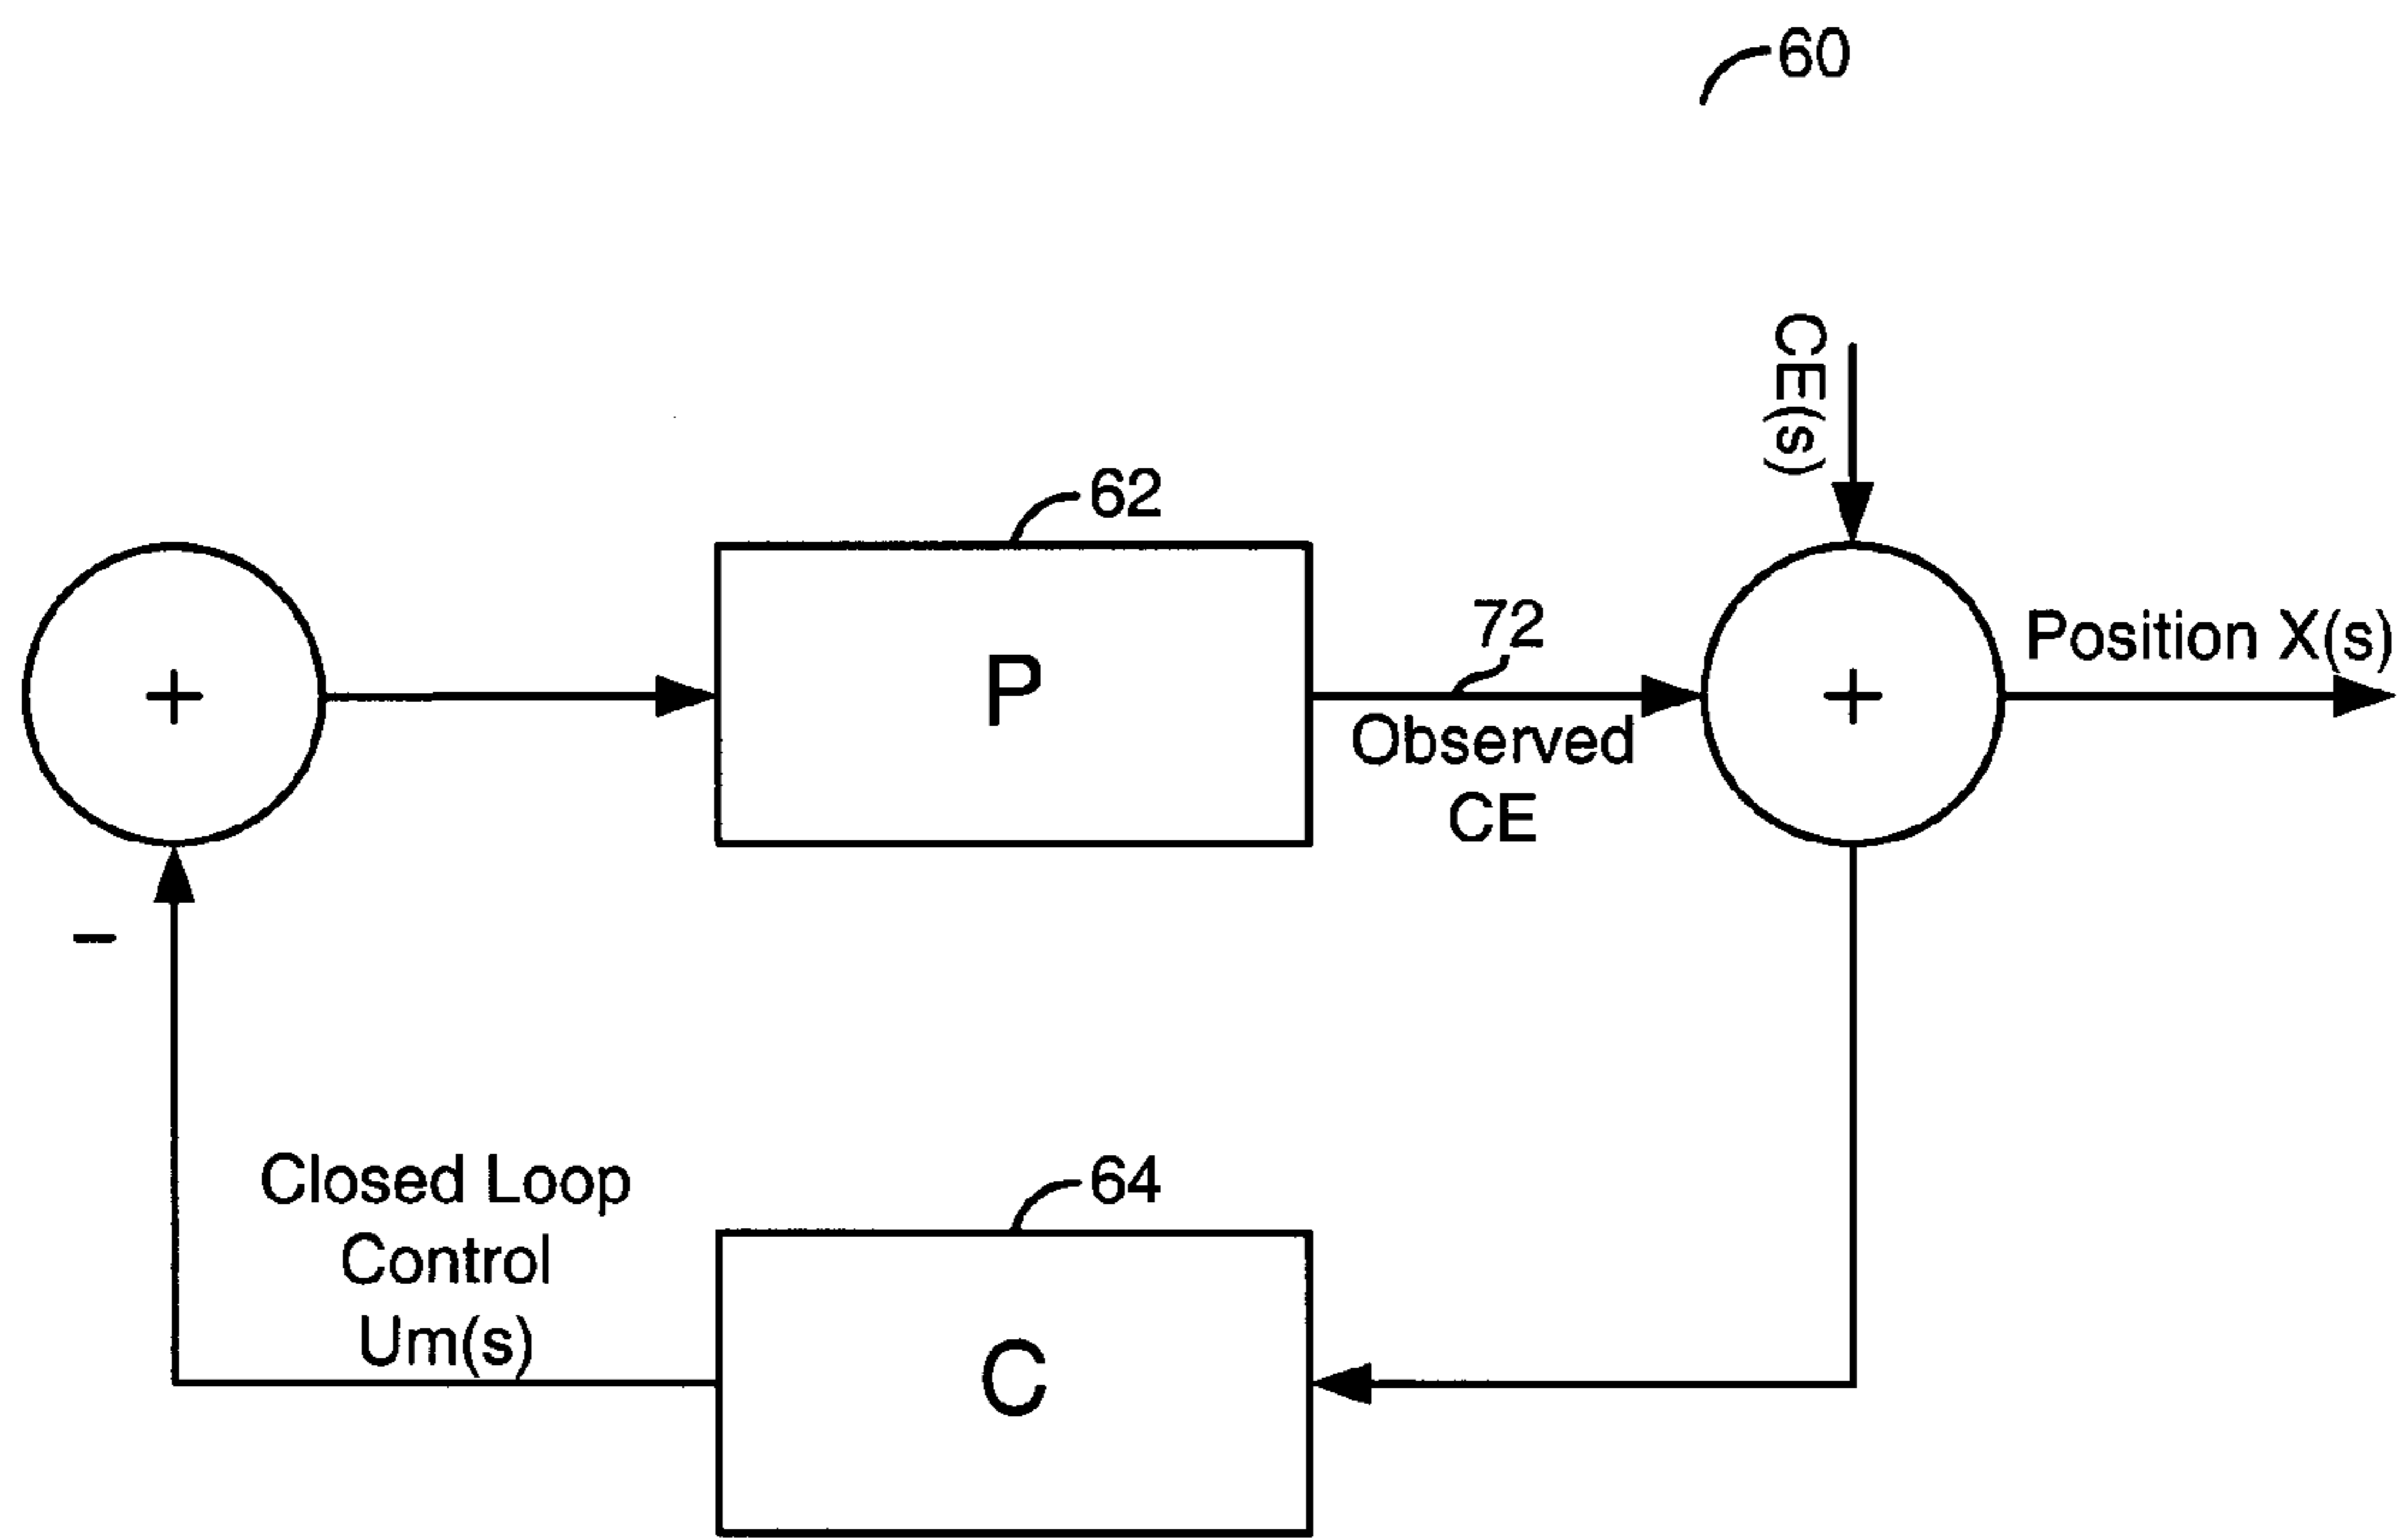 60
CE(s)
62
72
Position X(s)
+
P
+
Observed
CE
–
Closed Loop
Control
Um(s)
64
C